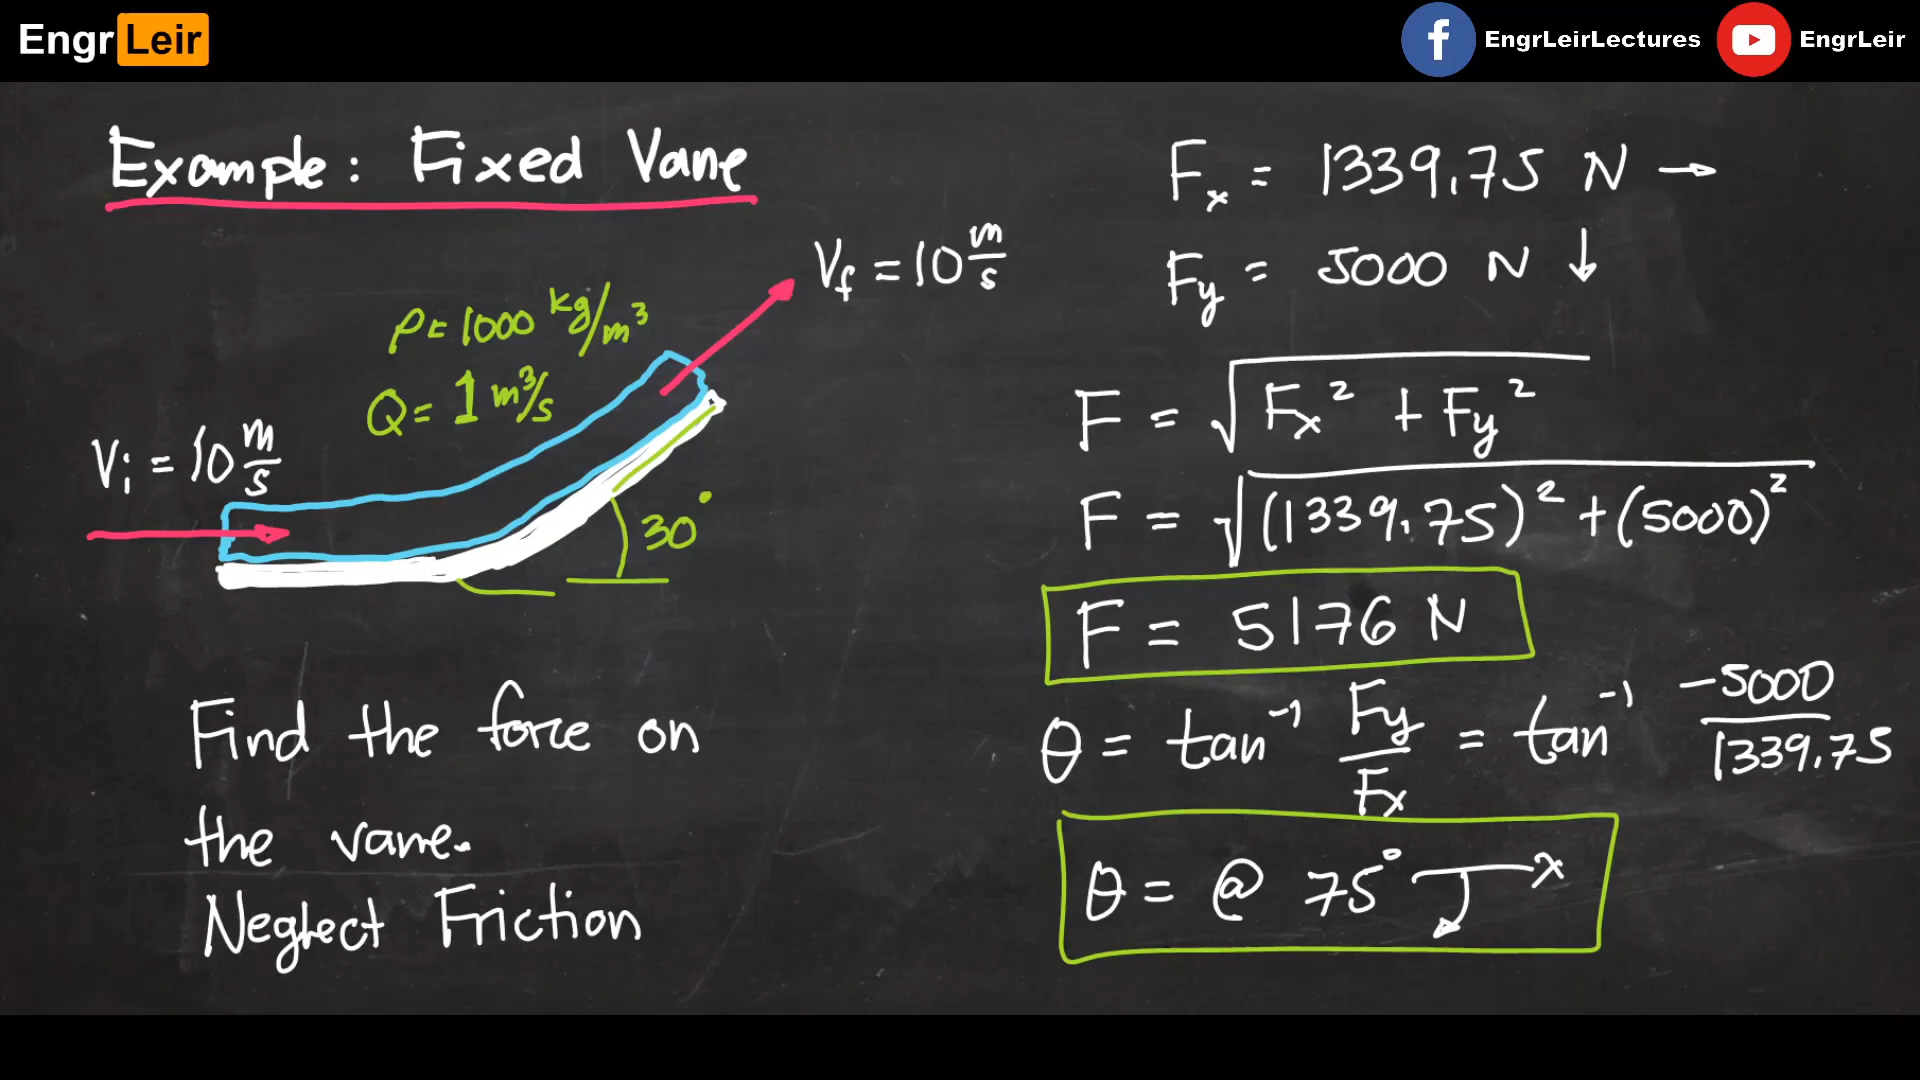 EngrLeir
EngrLeirLectures
EngrLeir
Example: Fixed Vane
Vf = 10 m/s
ρ = 1000 kg/m³
Q = 1 m³/s
Vi = 10 m/s
30°
Find the force on
the vane.
Neglect Friction
Fx = 1339.75 N →
Fy = 5000 N ↓
F = √(Fx² + Fy²)
F = √((1339.75)² + (5000)²)
F = 5176 N
θ = tan⁻¹ Fy/Fx = tan⁻¹ -5000/1339.75
θ = @ 75° x